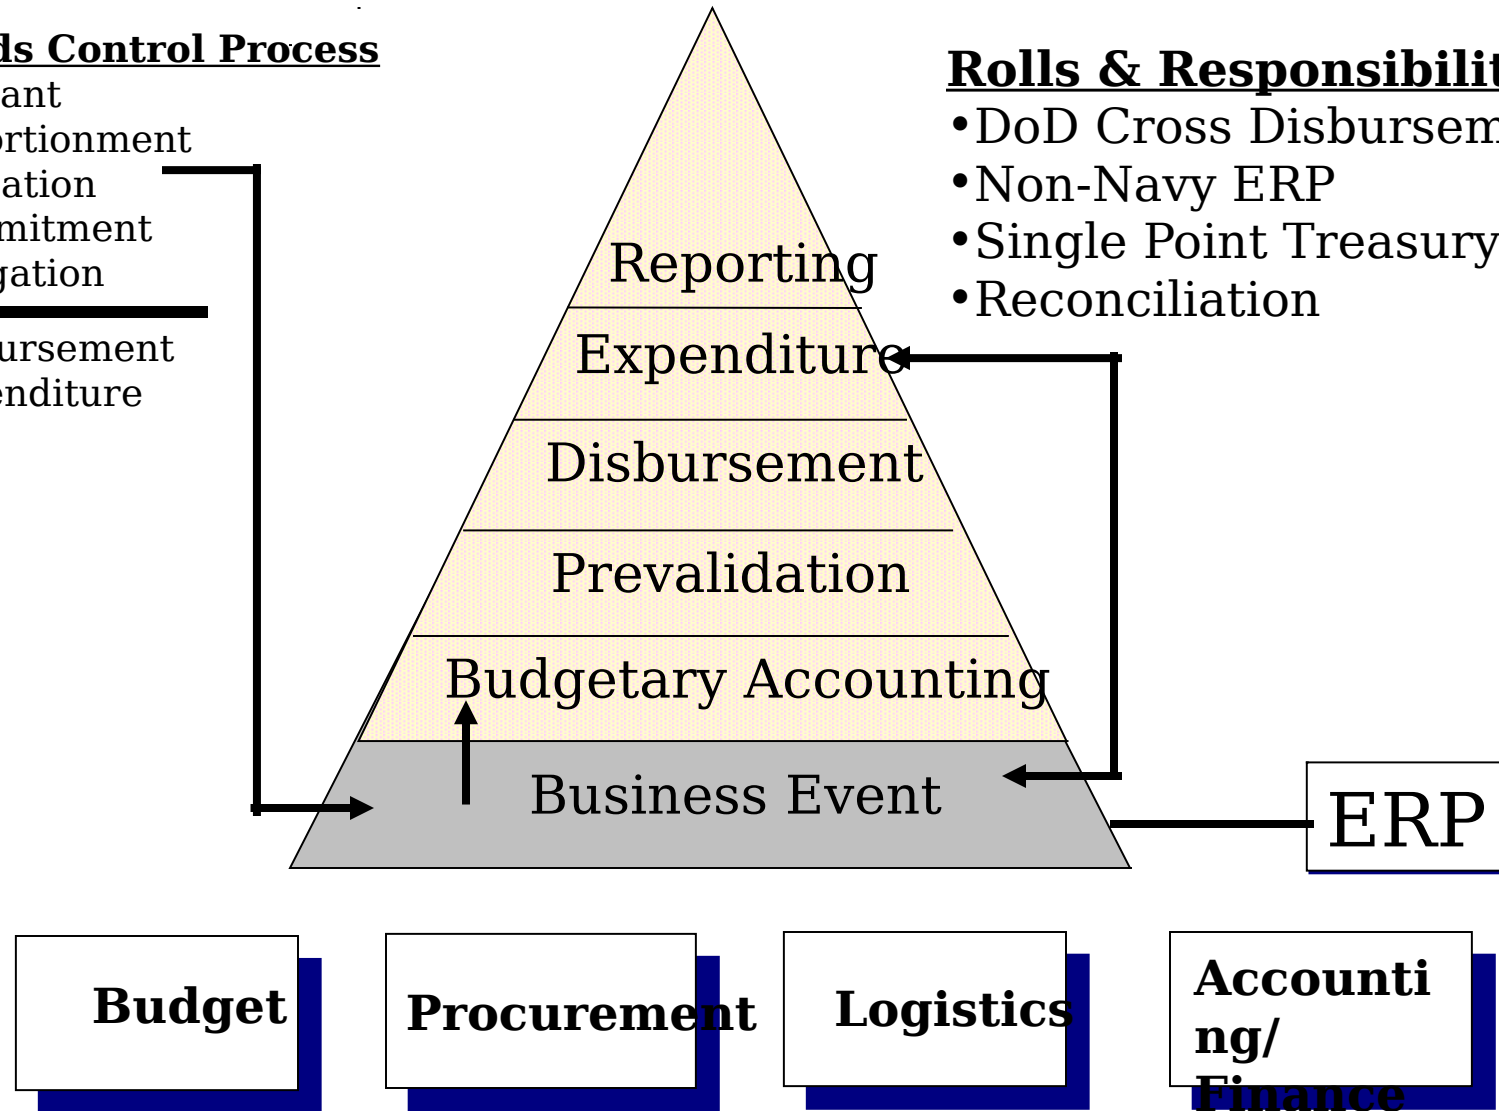 ds Control Process
ant
ortionment
ation
mitment
gation
ursement
enditure
Rolls & Responsibilit
•DoD Cross Disbursem
•Non-Navy ERP
•Single Point Treasury
•Reconciliation
Reporting
Expenditure
Disbursement
Prevalidation
Budgetary Accounting
Business Event
ERP
Budget
Procurement
Logistics
Accounti
ng/
Finance